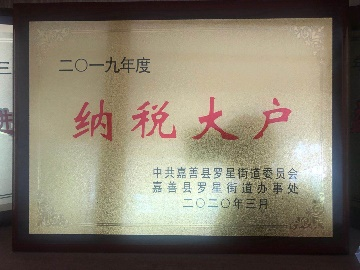 二〇一九年度
纳税大户
中共嘉善县罗星街道委员会
嘉善县罗星街道办事处
二〇二〇年三月